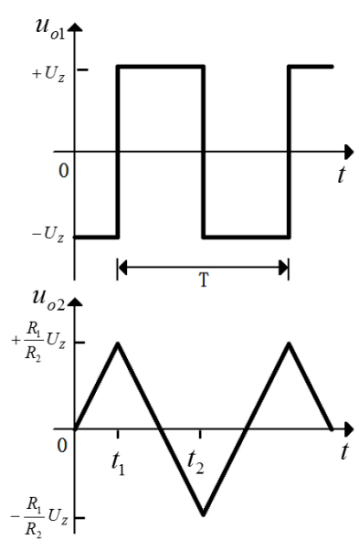 u_{o1}
+U_z
0
t
-U_z
T
u_{o2}
+\frac{R_1}{R_2}U_Z
0
t_1
t_2
t
-\frac{R_1}{R_2}U_Z